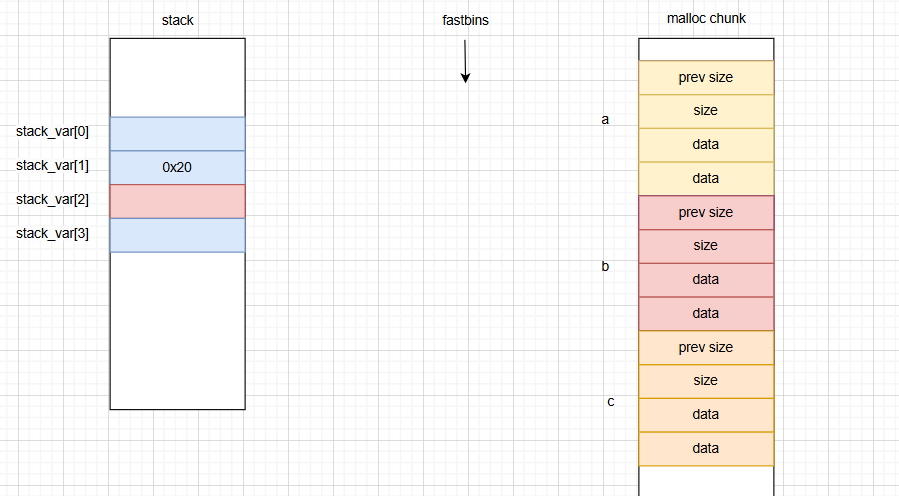 stack
fastbins
malloc chunk
stack_var[0]
stack_var[1]
0x20
stack_var[2]
stack_var[3]
a
prev size
size
data
data
b
prev size
size
data
data
c
prev size
size
data
data